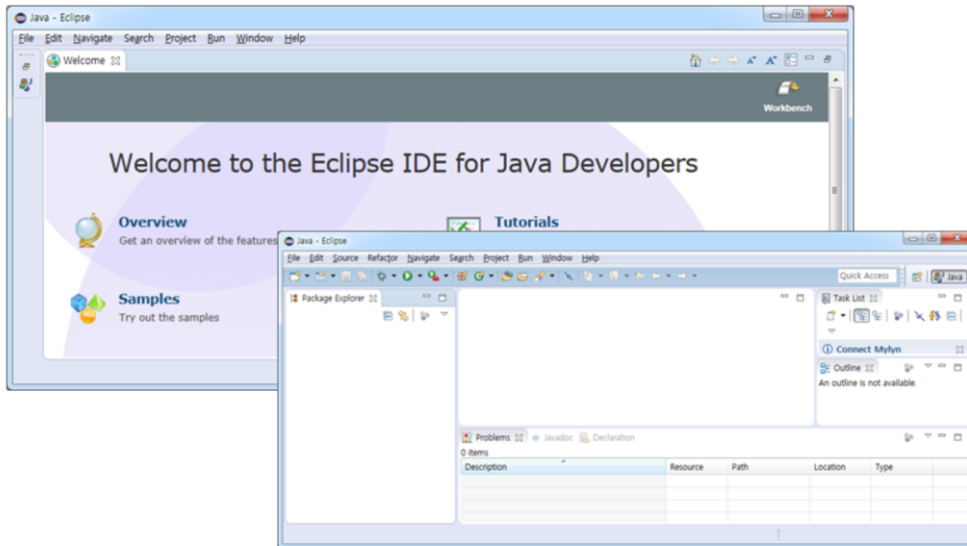 Java - Eclipse
File Edit Navigate Search Project Run Window Help
Welcome
Workbench
Welcome to the Eclipse IDE for Java Developers
Overview
Get an overview of the features
Tutorials
Samples
Try out the samples
Java - Eclipse
File Edit Source Refactor Navigate Search Project Run Window Help
Quick Access
Java
Package Explorer
Task List
Connect Mylyn
Outline
An outline is not available.
Problems Javadoc Declaration
0 items
Description Resource Path Location Type